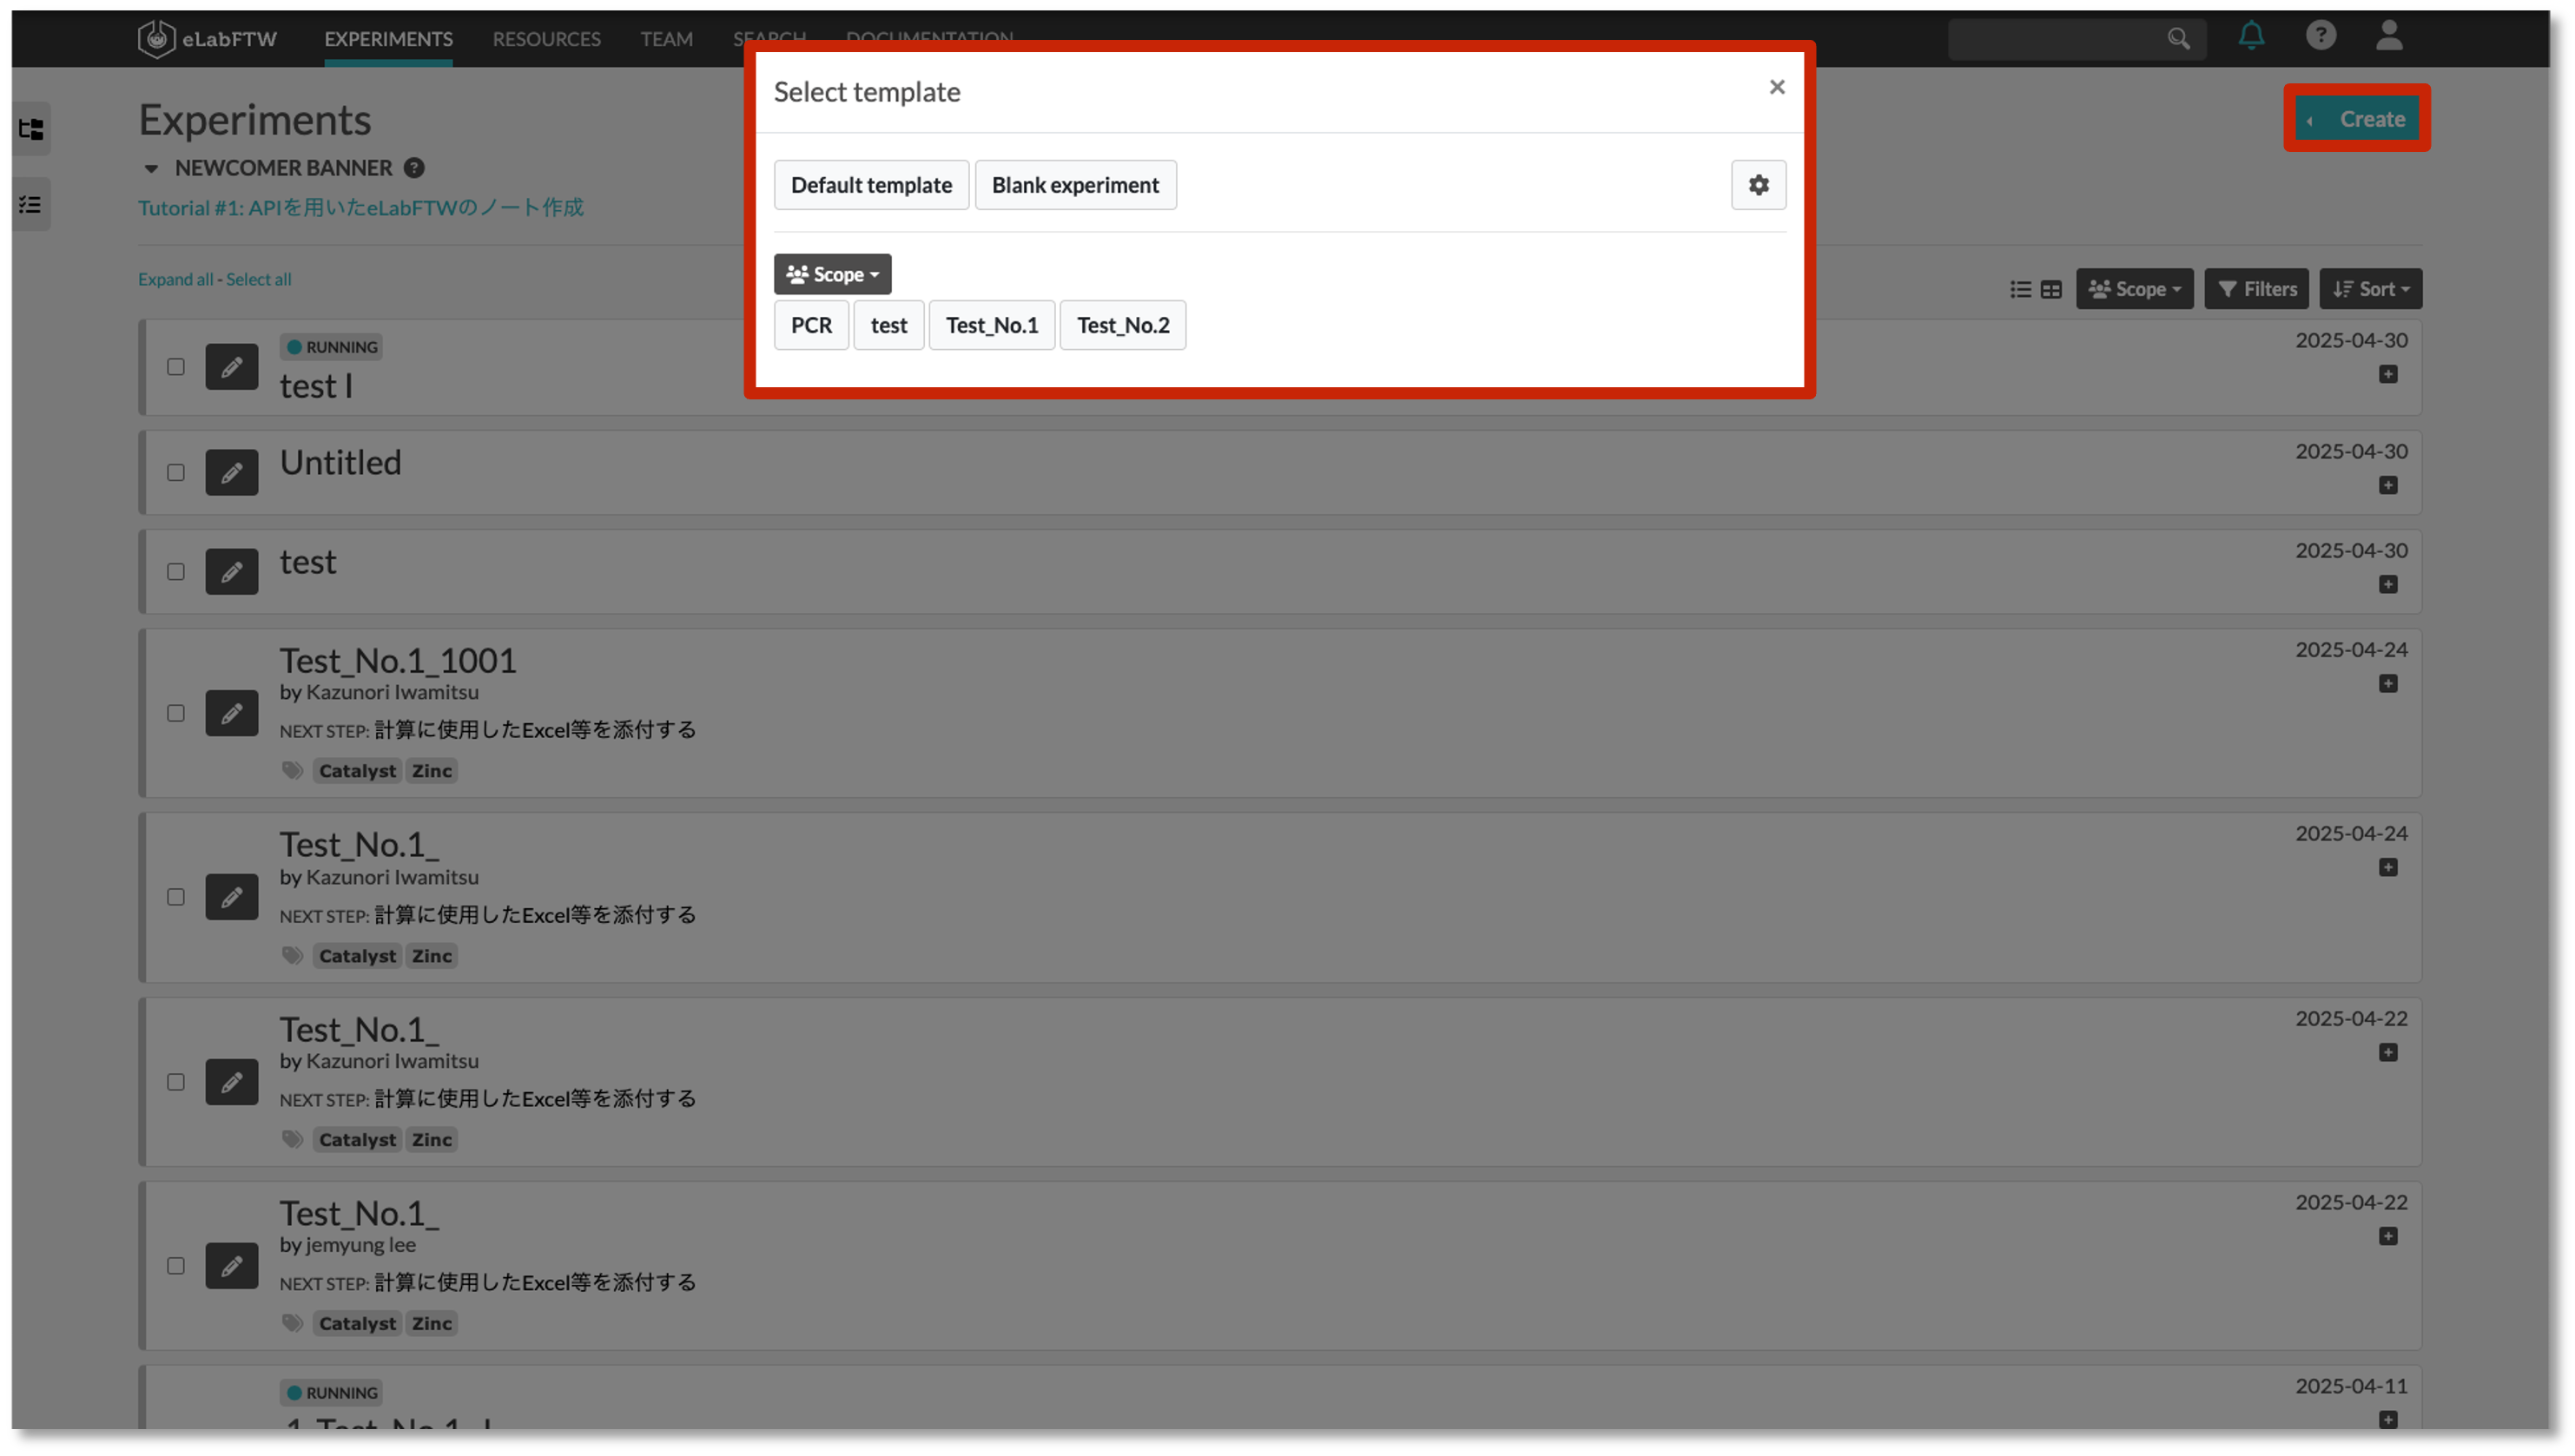 eLabFTW EXPERIMENTS RESOURCES TEAM SEARCH DOCUMENTATION
Select template
×
Experiments
Create
NEWCOMER BANNER
Tutorial #1: APIを用いたeLabFTWのノート作成
Default template Blank experiment
Scope
PCR test Test_No.1 Test_No.2
Expand all - Select all
Scope Filters Sort
RUNNING
test I
2025-04-30
Untitled
2025-04-30
test
2025-04-30
Test_No.1_1001
2025-04-24
by Kazunori Iwamitsu
NEXT STEP: 計算に使用したExcel等を添付する
Catalyst Zinc
Test_No.1_
2025-04-24
by Kazunori Iwamitsu
NEXT STEP: 計算に使用したExcel等を添付する
Catalyst Zinc
Test_No.1_
2025-04-22
by Kazunori Iwamitsu
NEXT STEP: 計算に使用したExcel等を添付する
Catalyst Zinc
Test_No.1_
2025-04-22
by jemyung lee
NEXT STEP: 計算に使用したExcel等を添付する
Catalyst Zinc
RUNNING
2025-04-11